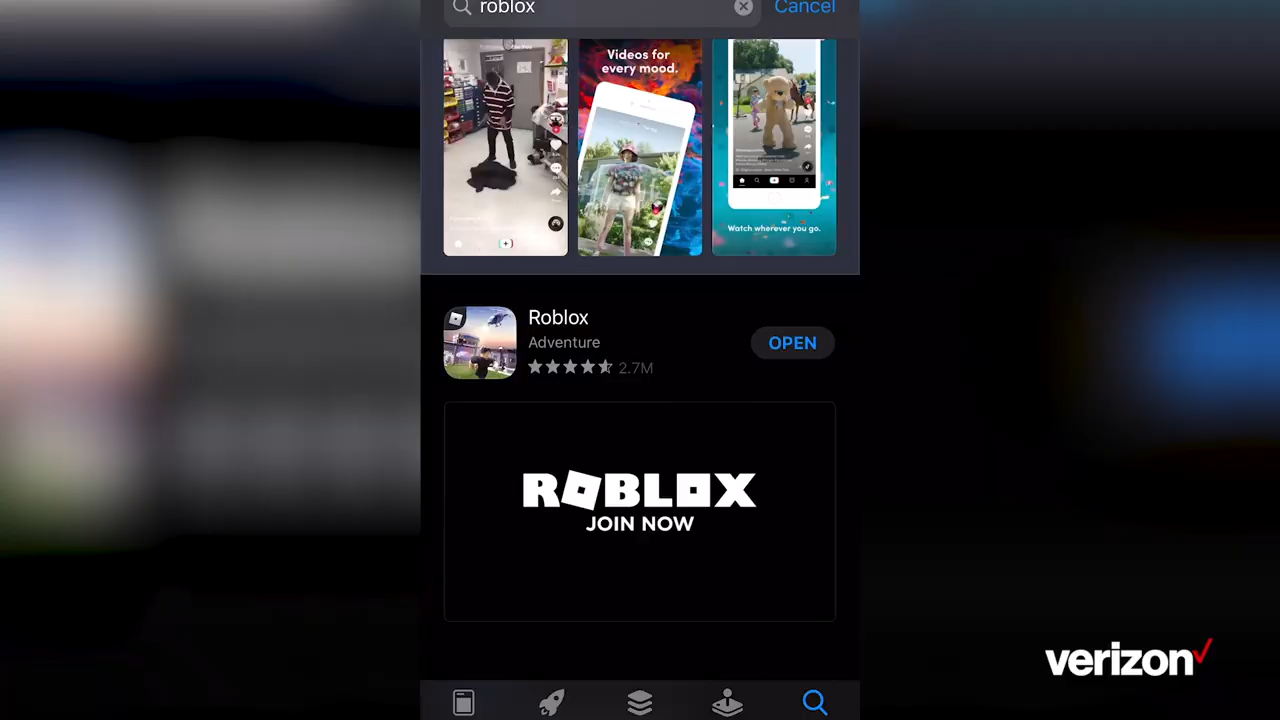 roblox
Cancel
Videos for
every mood.
Watch wherever you go.
Roblox
Adventure
OPEN
2.7M
ROBLOX
JOIN NOW
verizon